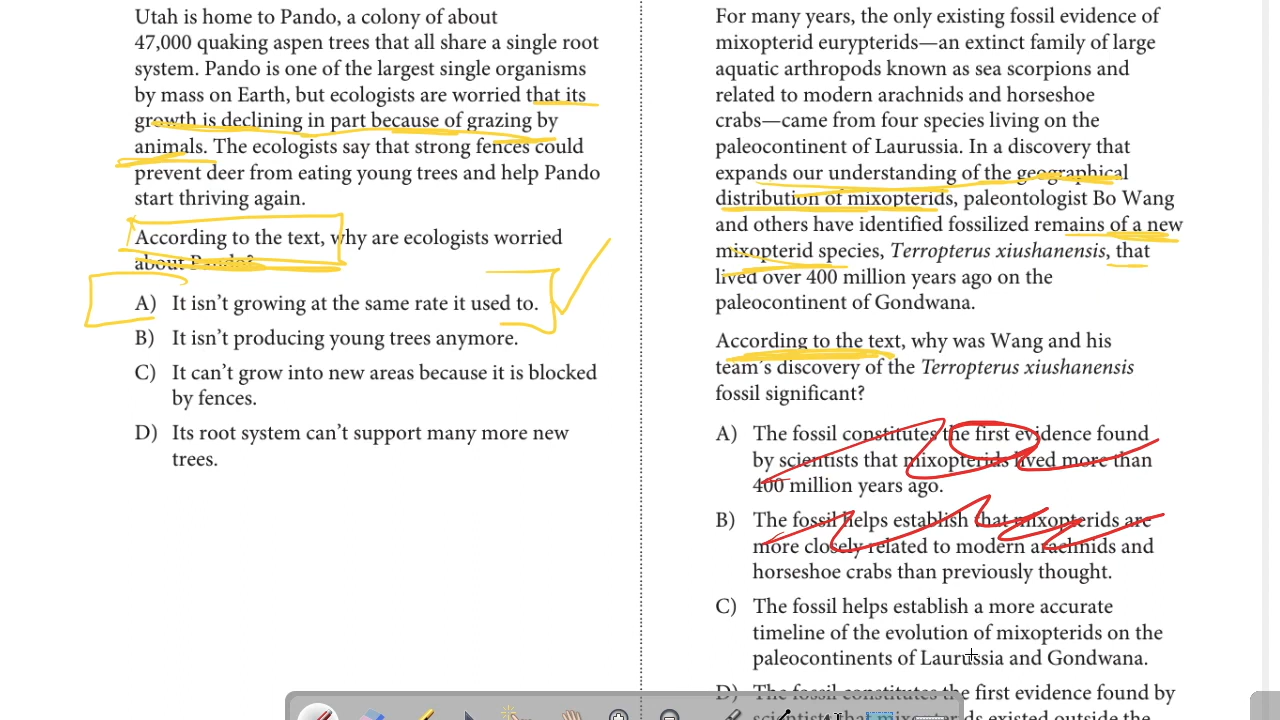 Utah is home to Pando, a colony of about
47,000 quaking aspen trees that all share a single root
system. Pando is one of the largest single organisms
by mass on Earth, but ecologists are worried that its
growth is declining in part because of grazing by
animals. The ecologists say that strong fences could
prevent deer from eating young trees and help Pando
start thriving again.
According to the text, why are ecologists worried
about Pando?
A) It isn't growing at the same rate it used to.
B) It isn't producing young trees anymore.
C) It can't grow into new areas because it is blocked
by fences.
D) Its root system can't support many more new
trees.
For many years, the only existing fossil evidence of
mixopterid eurypterids—an extinct family of large
aquatic arthropods known as sea scorpions and
related to modern arachnids and horseshoe
crabs—came from four species living on the
paleocontinent of Laurussia. In a discovery that
expands our understanding of the geographical
distribution of mixopterids, paleontologist Bo Wang
and others have identified fossilized remains of a new
mixopterid species, Terropterus xiushanensis, that
lived over 400 million years ago on the
paleocontinent of Gondwana.
According to the text, why was Wang and his
team's discovery of the Terropterus xiushanensis
fossil significant?
A) The fossil constitutes the first evidence found
by scientists that mixopterids lived more than
400 million years ago.
B) The fossil helps establish that mixopterids are
more closely related to modern arachnids and
horseshoe crabs than previously thought.
C) The fossil helps establish a more accurate
timeline of the evolution of mixopterids on the
paleocontinents of Laurussia and Gondwana.
D) The fossil constitutes the first evidence found by
scientists that mixopterids existed outside the